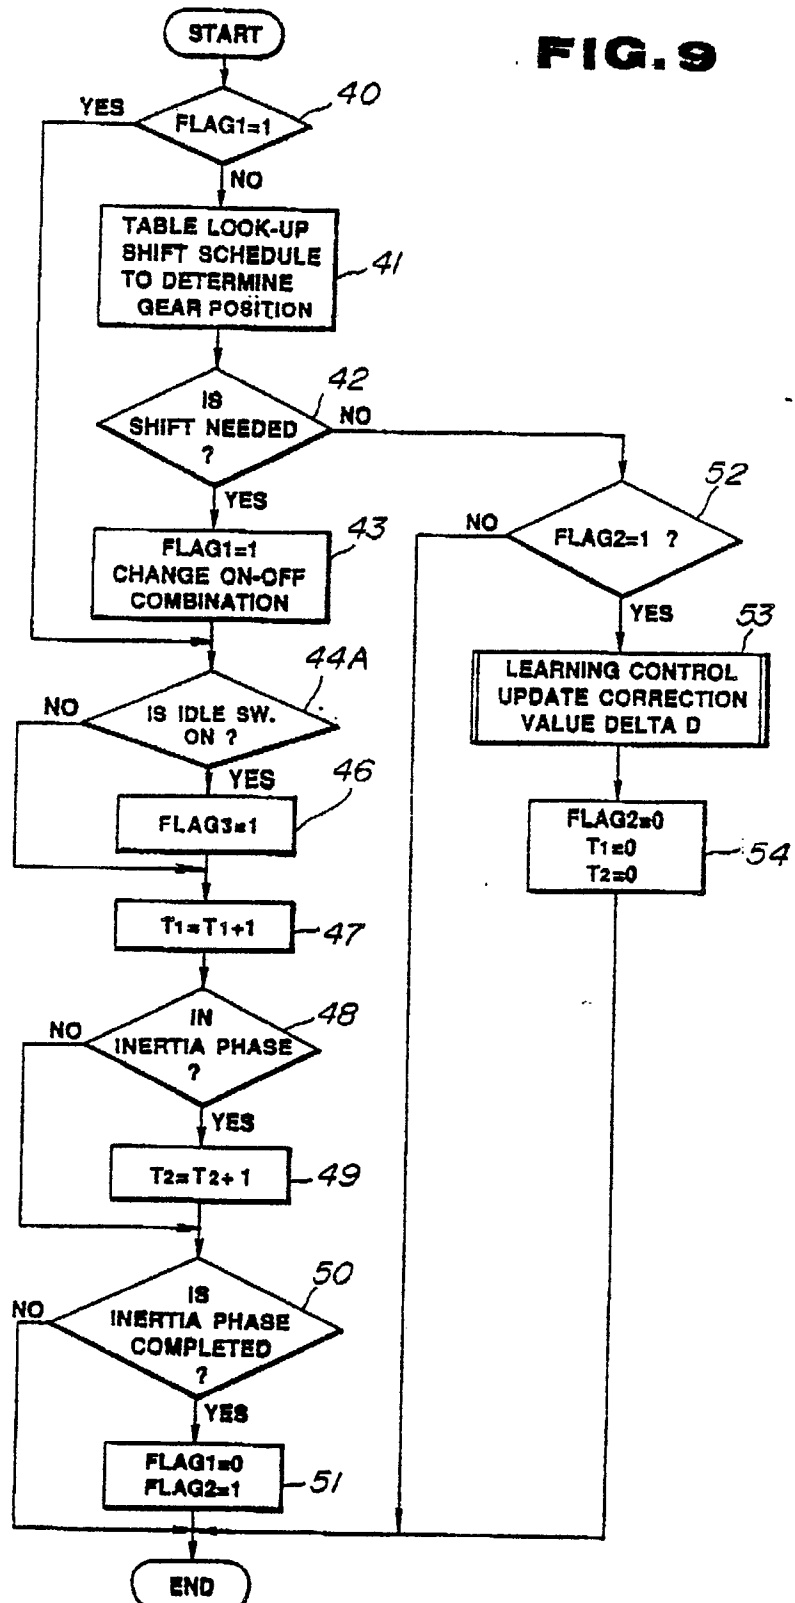 START
FIG. 9
40
YES
FLAG1=1
NO
TABLE LOOK-UP
SHIFT SCHEDULE
TO DETERMINE
GEAR POSITION
41
42
IS
SHIFT NEEDED
?
NO
YES
52
NO
FLAG2=1 ?
YES
43
FLAG1=1
CHANGE ON-OFF
COMBINATION
53
LEARNING CONTROL
UPDATE CORRECTION
VALUE DELTA D
44A
NO
IS IDLE SW.
ON ?
YES
46
FLAG3=1
FLAG2=0
T1=0
T2=0
54
T1=T1+1
47
48
NO
IN
INERTIA PHASE
?
YES
T2=T2+1
49
50
NO
IS
INERTIA PHASE
COMPLETED
?
YES
FLAG1=0
FLAG2=1
51
END